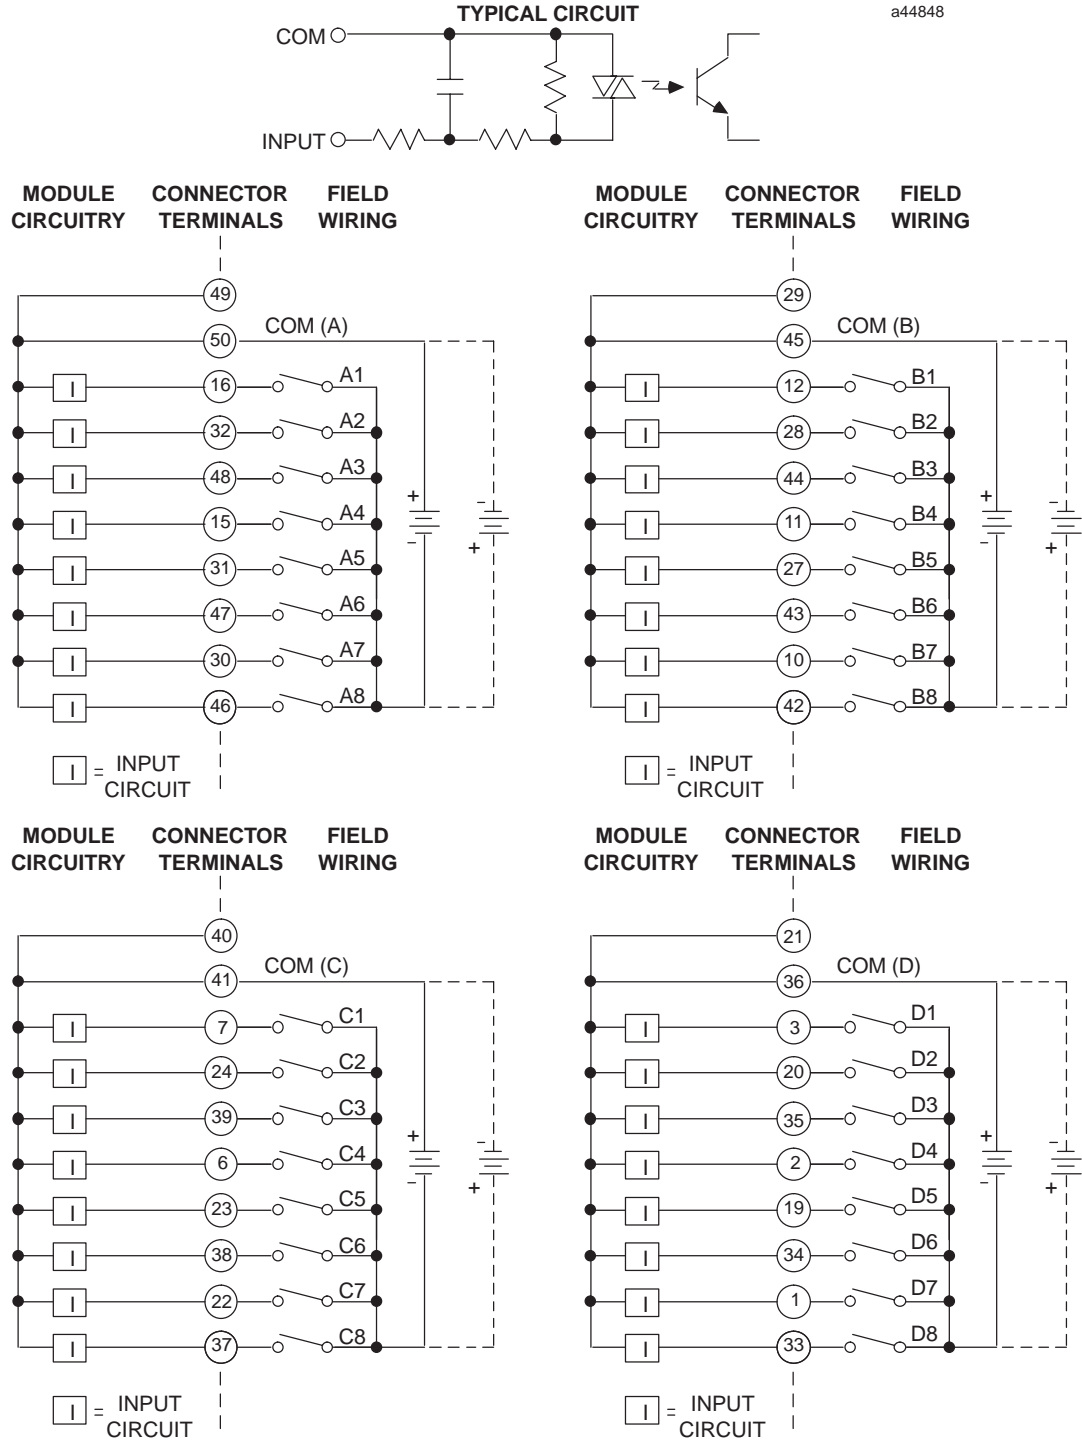 TYPICAL CIRCUIT
a44848
COM
INPUT
MODULE CIRCUITRY
CONNECTOR TERMINALS
FIELD WIRING
49
50 COM (A)
I 16 A1
I 32 A2
I 48 A3
+ -
I 15 A4
- +
I 31 A5
I 47 A6
I 30 A7
I 46 A8
I = INPUT CIRCUIT
MODULE CIRCUITRY
CONNECTOR TERMINALS
FIELD WIRING
29
45 COM (B)
I 12 B1
I 28 B2
I 44 B3
+ -
I 11 B4
- +
I 27 B5
I 43 B6
I 10 B7
I 42 B8
I = INPUT CIRCUIT
MODULE CIRCUITRY
CONNECTOR TERMINALS
FIELD WIRING
40
41 COM (C)
I 7 C1
I 24 C2
I 39 C3
+ -
I 6 C4
- +
I 23 C5
I 38 C6
I 22 C7
I 37 C8
I = INPUT CIRCUIT
MODULE CIRCUITRY
CONNECTOR TERMINALS
FIELD WIRING
21
36 COM (D)
I 3 D1
I 20 D2
I 35 D3
+ -
I 2 D4
- +
I 19 D5
I 34 D6
I 1 D7
I 33 D8
I = INPUT CIRCUIT